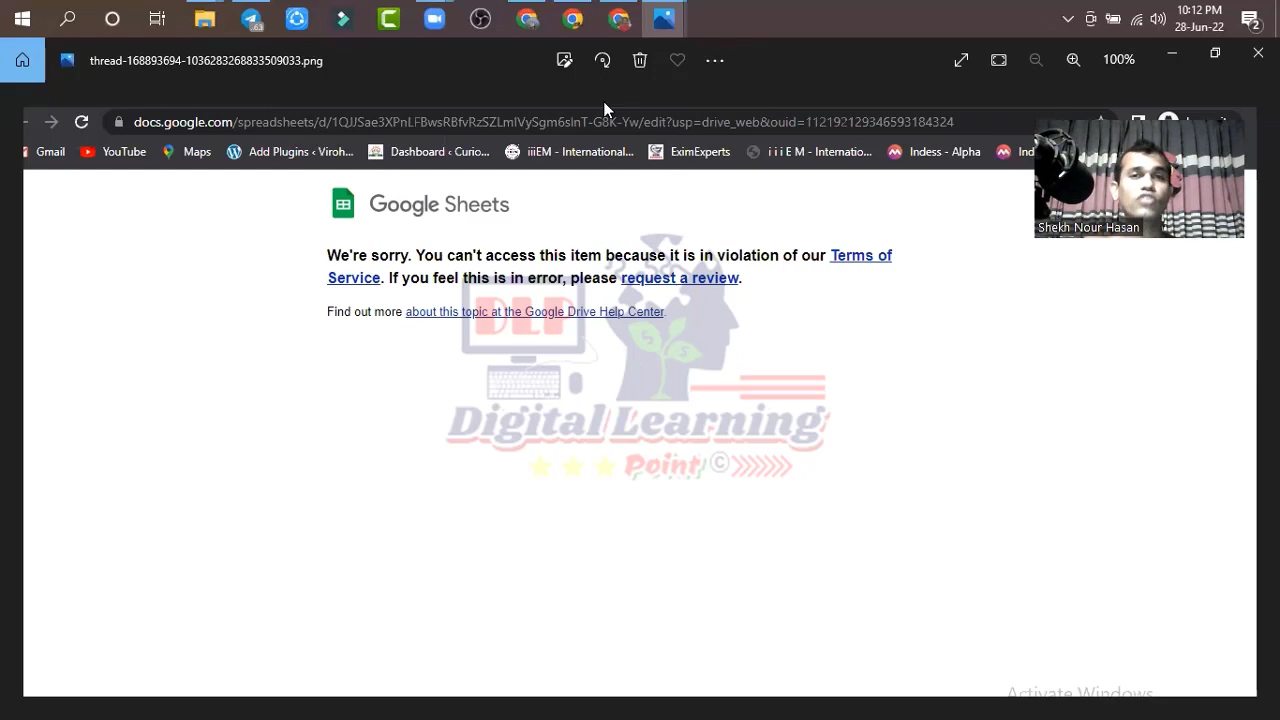 10:12 PM
63
28-Jun-22
2
thread-168893694-1036283268833509033.png
100%
docs.google.com/spreadsheets/d/1QJJSae3XPnLFBwsRBfvRzSZLmIVySgm6sInT-G8K-Yw/edit?usp=drive_web&ouid=112192129346593184324
Gmail YouTube Maps Add Plugins ‹ Viroh... Dashboard ‹ Curio... iiiEM - International... EximExperts i i i E M - Internatio... Indess - Alpha Ind
Google Sheets
Shekh Nour Hasan
We're sorry. You can't access this item because it is in violation of our Terms of
Service. If you feel this is in error, please request a review.
Find out more about this topic at the Google Drive Help Center.
DLP
Digital Learning
Point ©
Activate Windows